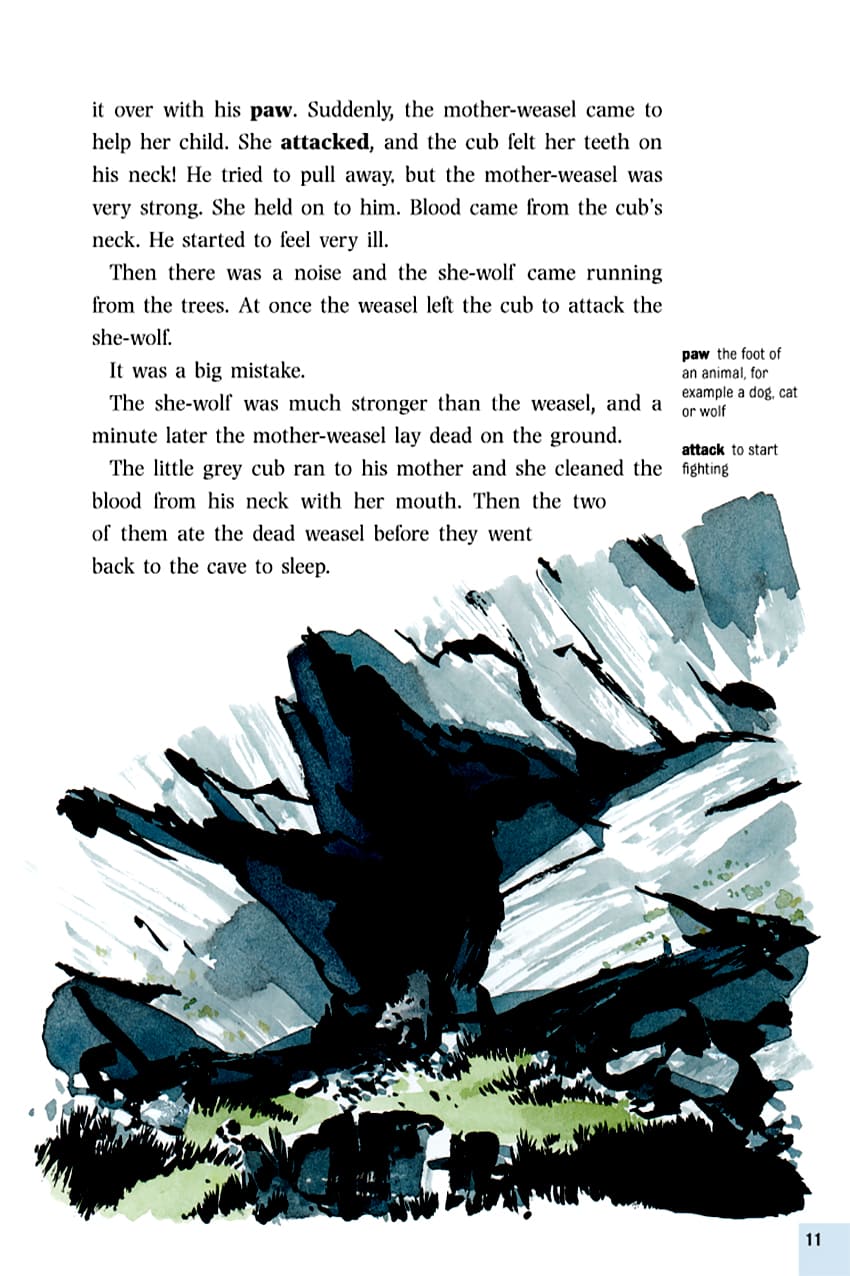 it over with his paw. Suddenly, the mother-weasel came to
help her child. She attacked, and the cub felt her teeth on
his neck! He tried to pull away, but the mother-weasel was
very strong. She held on to him. Blood came from the cub's
neck. He started to feel very ill.
Then there was a noise and the she-wolf came running
from the trees. At once the weasel left the cub to attack the
she-wolf.
It was a big mistake.
The she-wolf was much stronger than the weasel, and a
minute later the mother-weasel lay dead on the ground.
The little grey cub ran to his mother and she cleaned the
blood from his neck with her mouth. Then the two
of them ate the dead weasel before they went
back to the cave to sleep.
paw the foot of
an animal, for
example a dog, cat
or wolf
attack to start
fighting
11